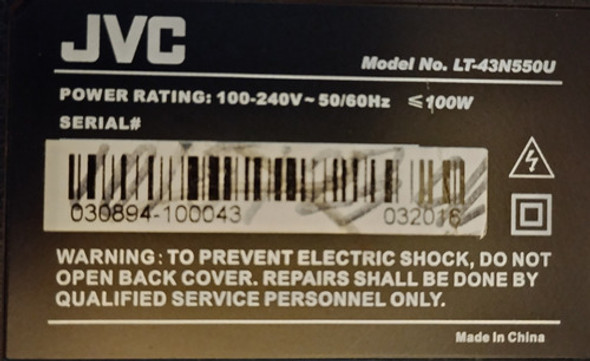 JVC
Model No. LT-43N550U
POWER RATING: 100-240V~50/60Hz ≤100W
SERIAL#
030894-100043 032016
WARNING: TO PREVENT ELECTRIC SHOCK, DO NOT
OPEN BACK COVER. REPAIRS SHALL BE DONE BY
QUALIFIED SERVICE PERSONNEL ONLY.
Made in China